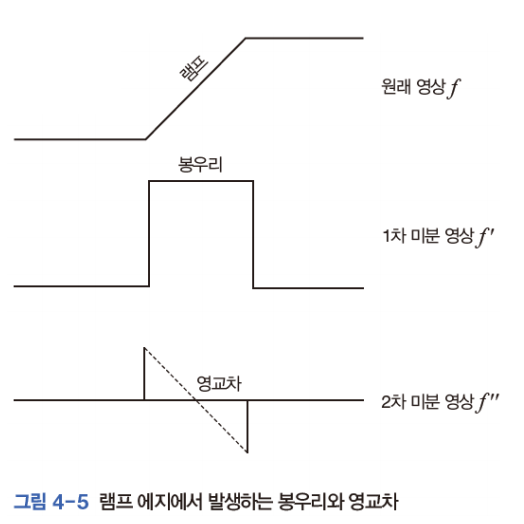 램프
원래 영상 f
봉우리
1차 미분 영상 f′
영교차
2차 미분 영상 f″
그림 4-5 램프 에지에서 발생하는 봉우리와 영교차